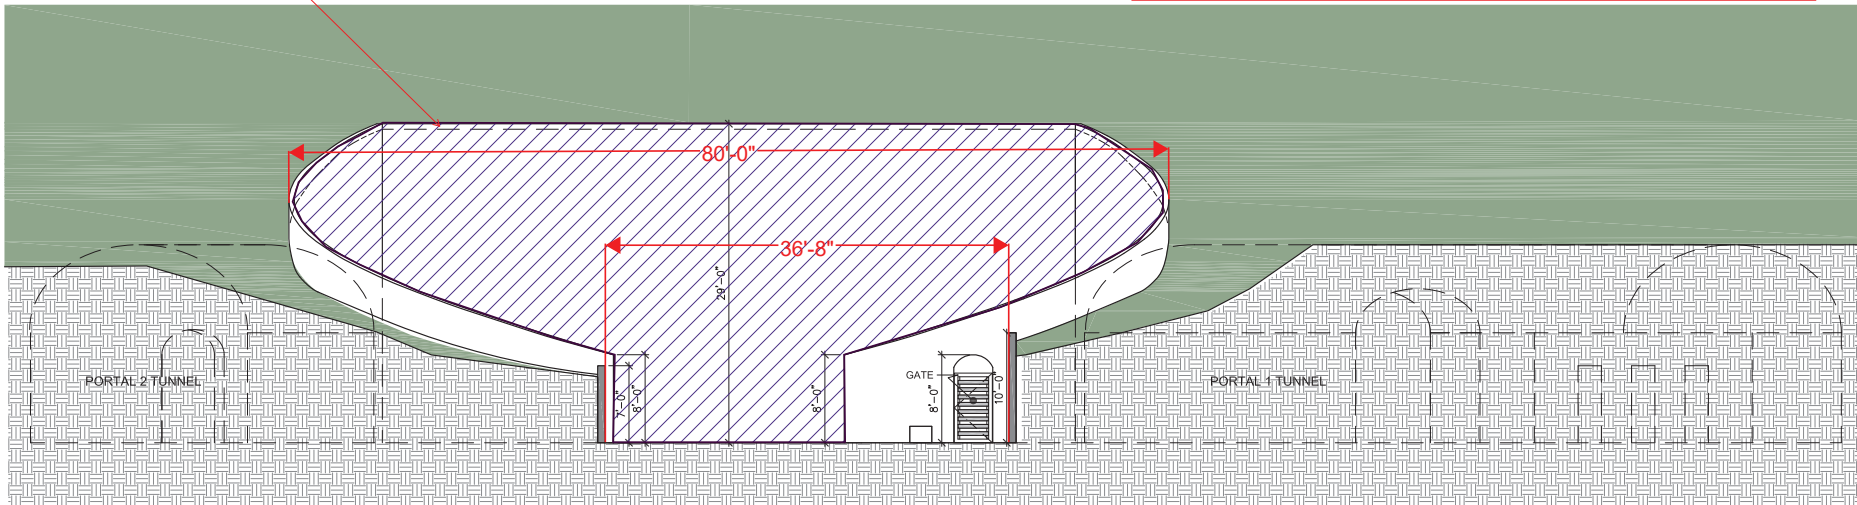 80'-0"
36'-8"
29'-0"
GATE
PORTAL 2 TUNNEL
PORTAL 1 TUNNEL
7'-0"
8'-0"
8'-0"
8'-0"
10'-0"